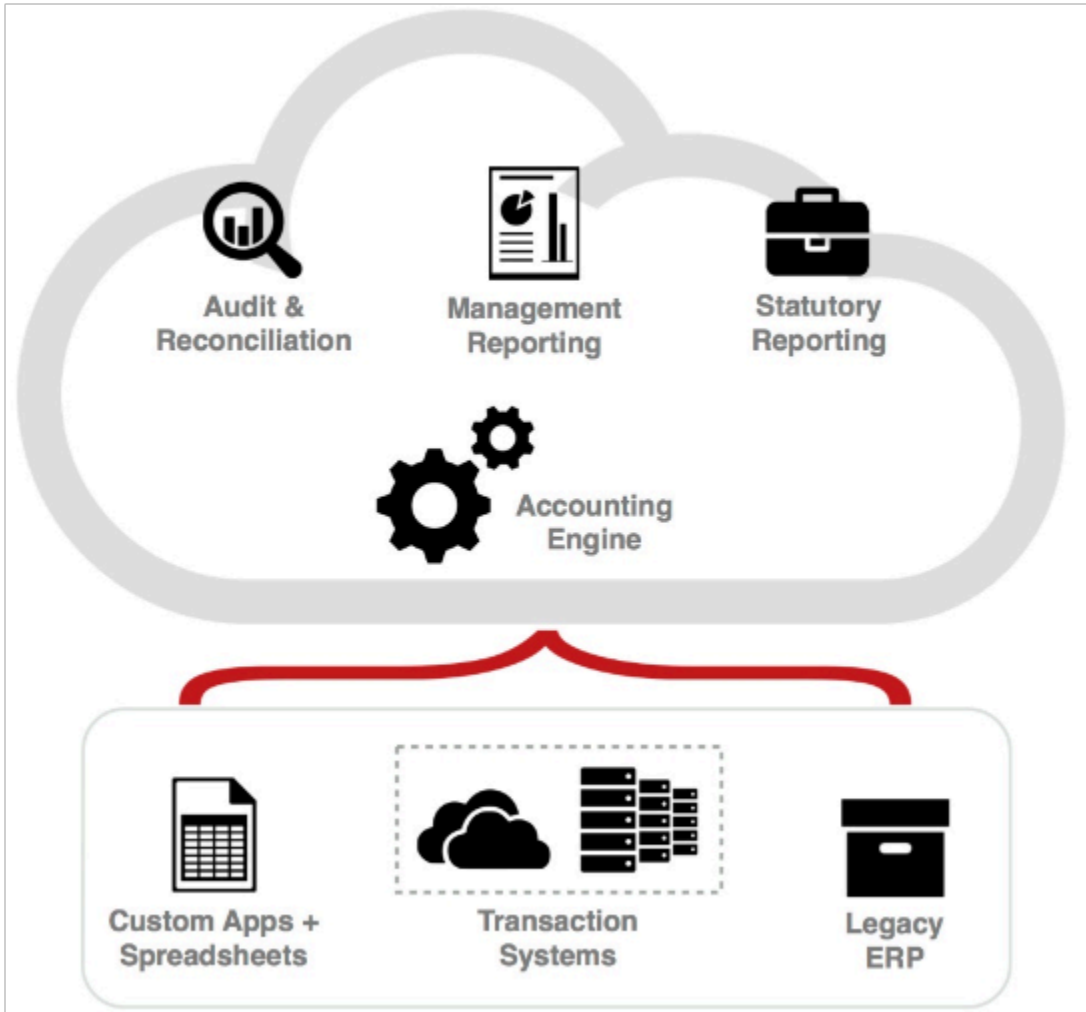 Audit &
Reconciliation
Management
Reporting
Statutory
Reporting
Accounting
Engine
Custom Apps +
Spreadsheets
Transaction
Systems
Legacy
ERP